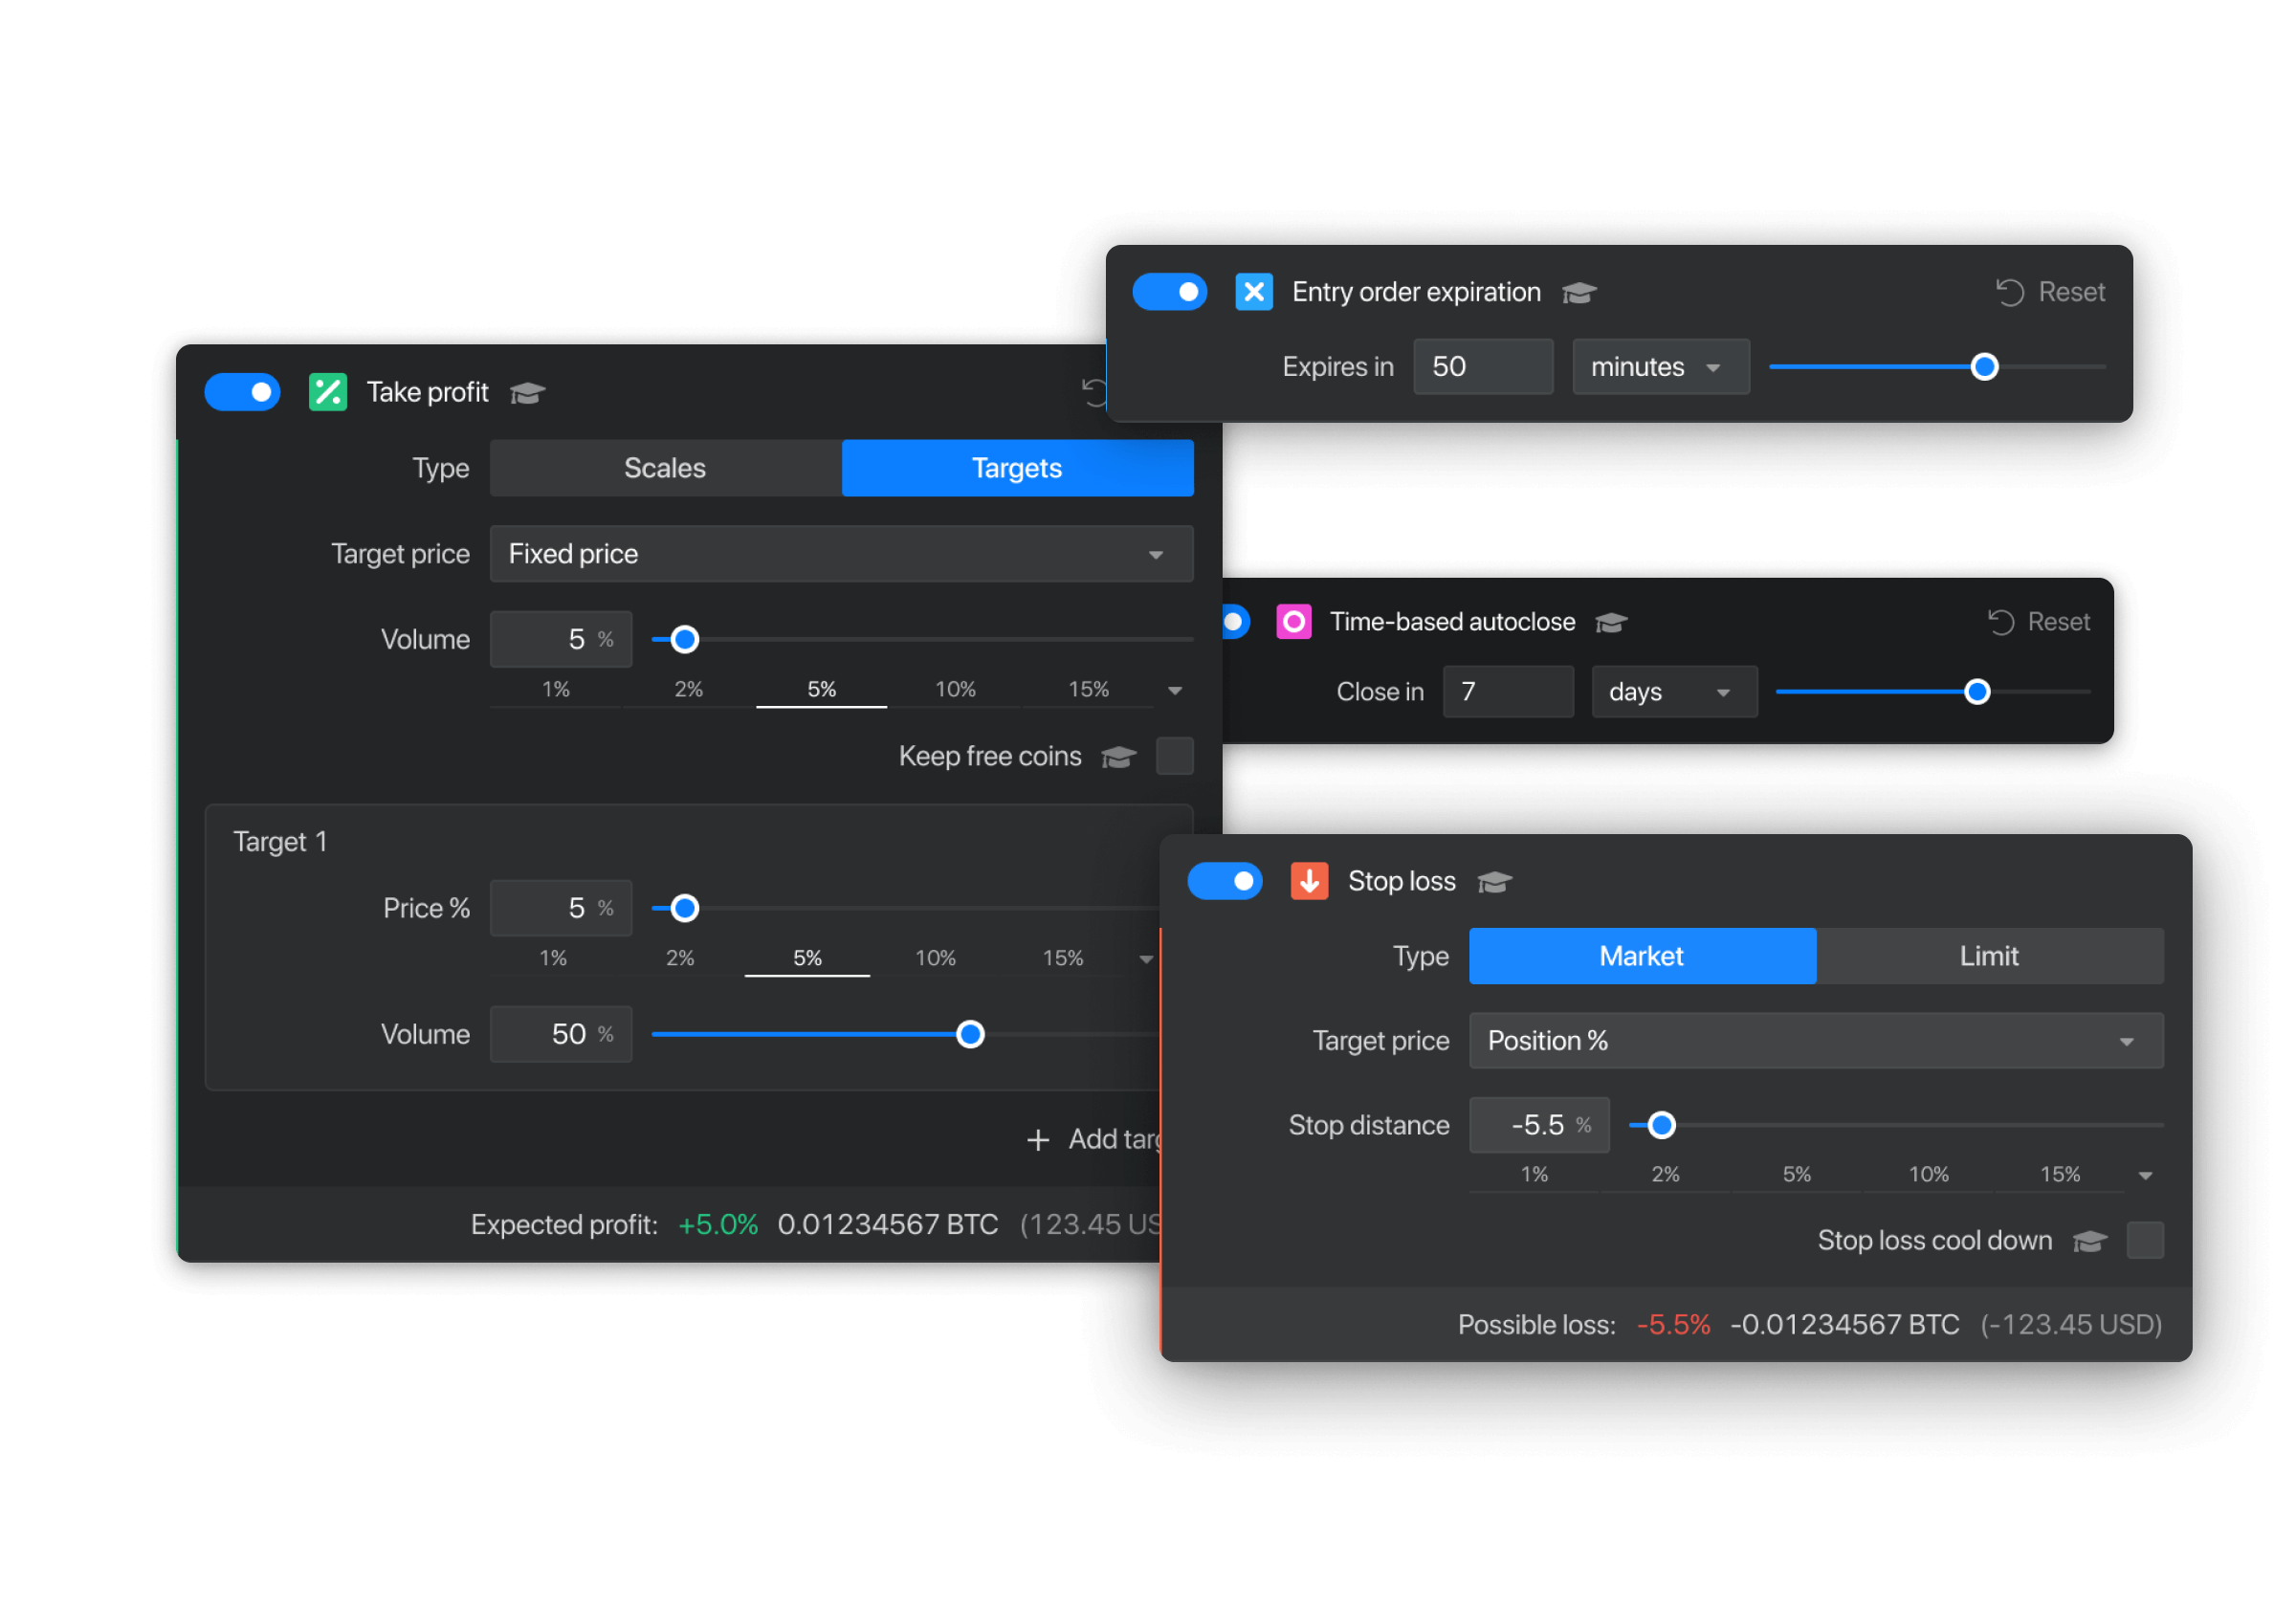 Entry order expiration Reset
Expires in 50 minutes
Take profit
Type Scales Targets
Target price Fixed price
Volume 5 %
1% 2% 5% 10% 15%
Keep free coins
Target 1
Price % 5 %
1% 2% 5% 10% 15%
Volume 50 %
+ Add targ
Expected profit: +5.0% 0.01234567 BTC (123.45 US
Time-based autoclose Reset
Close in 7 days
Stop loss
Type Market Limit
Target price Position %
Stop distance -5.5 %
1% 2% 5% 10% 15%
Stop loss cool down
Possible loss: -5.5% -0.01234567 BTC (-123.45 USD)